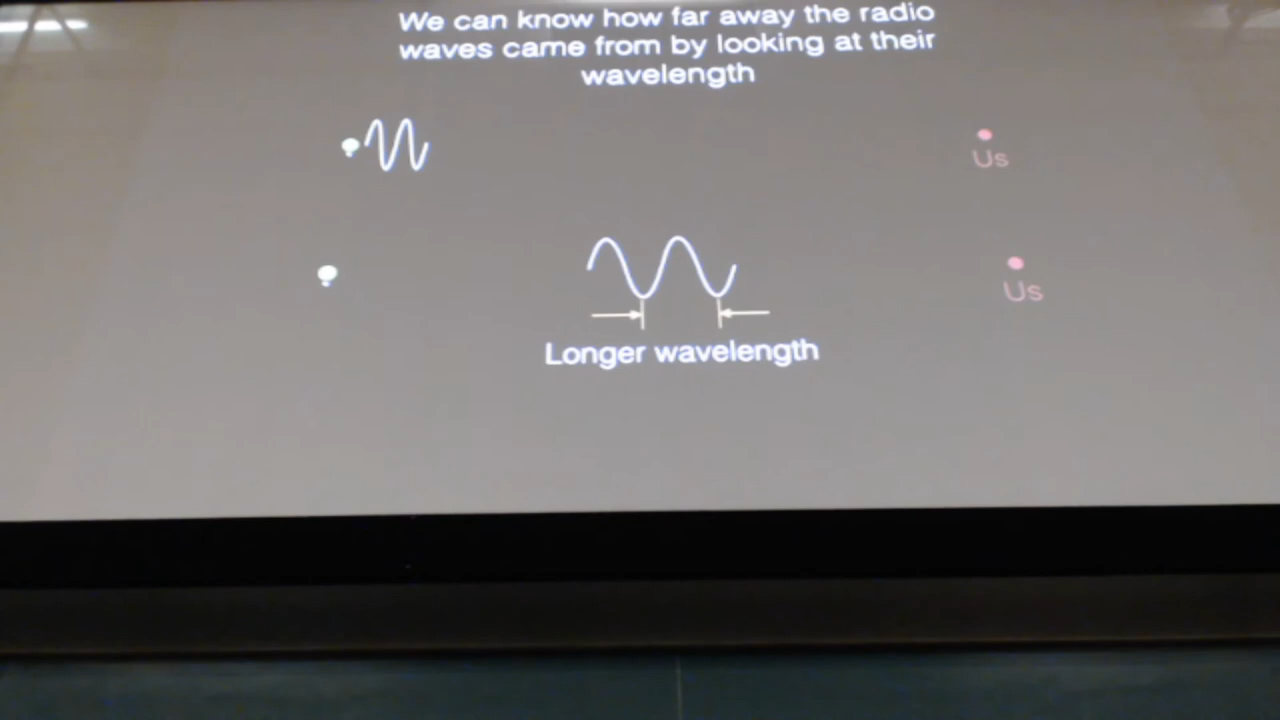 We can know how far away the radio
waves came from by looking at their
wavelength
Us
Us
Longer wavelength